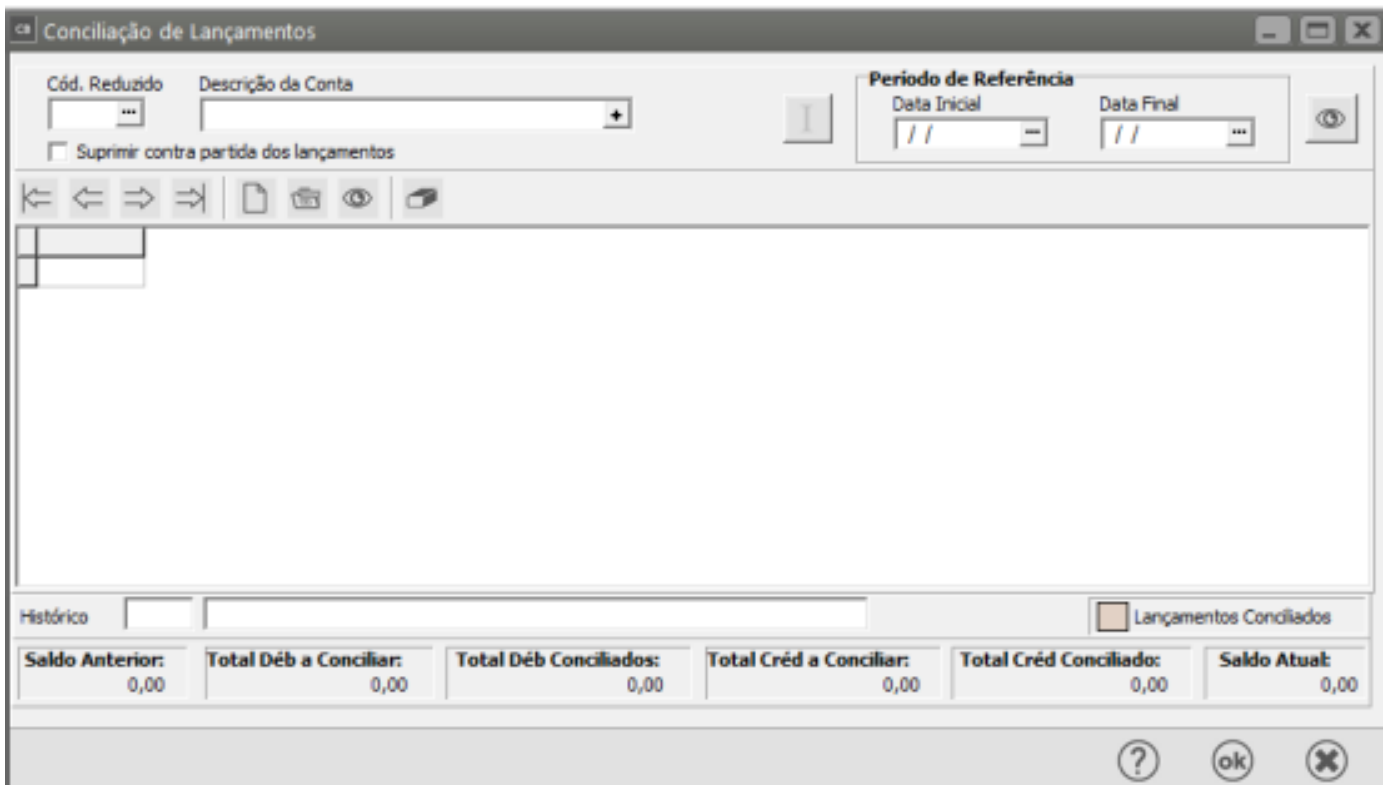 CB Conciliação de Lançamentos
Cód. Reduzido Descrição da Conta Período de Referência
Data Inicial Data Final
/ / / /
Suprimir contra partida dos lançamentos
Histórico Lançamentos Conciliados
Saldo Anterior: Total Déb a Conciliar: Total Déb Conciliados: Total Créd a Conciliar: Total Créd Conciliado: Saldo Atual:
0,00 0,00 0,00 0,00 0,00 0,00
? ok